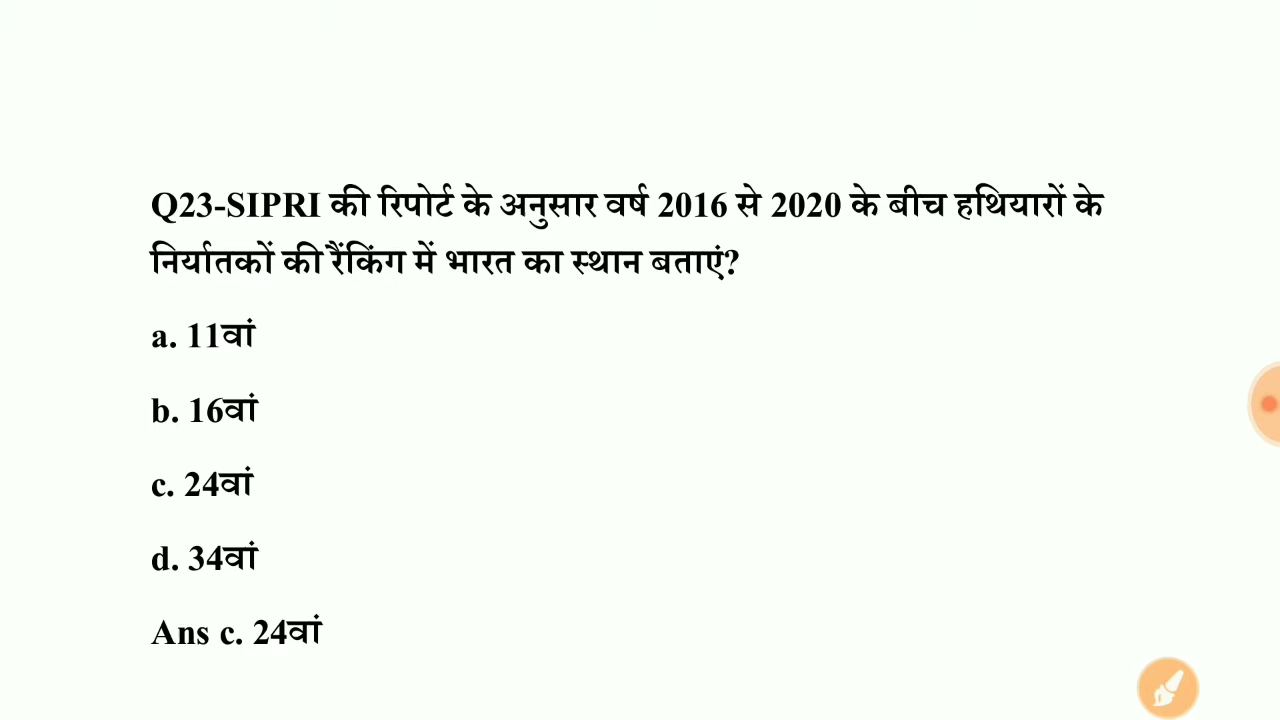 Q23-SIPRI की रिपोर्ट के अनुसार वर्ष 2016 से 2020 के बीच हथियारों के
निर्यातकों की रैंकिंग में भारत का स्थान बताएं?
a. 11वां
b. 16वां
c. 24वां
d. 34वां
Ans c. 24वां